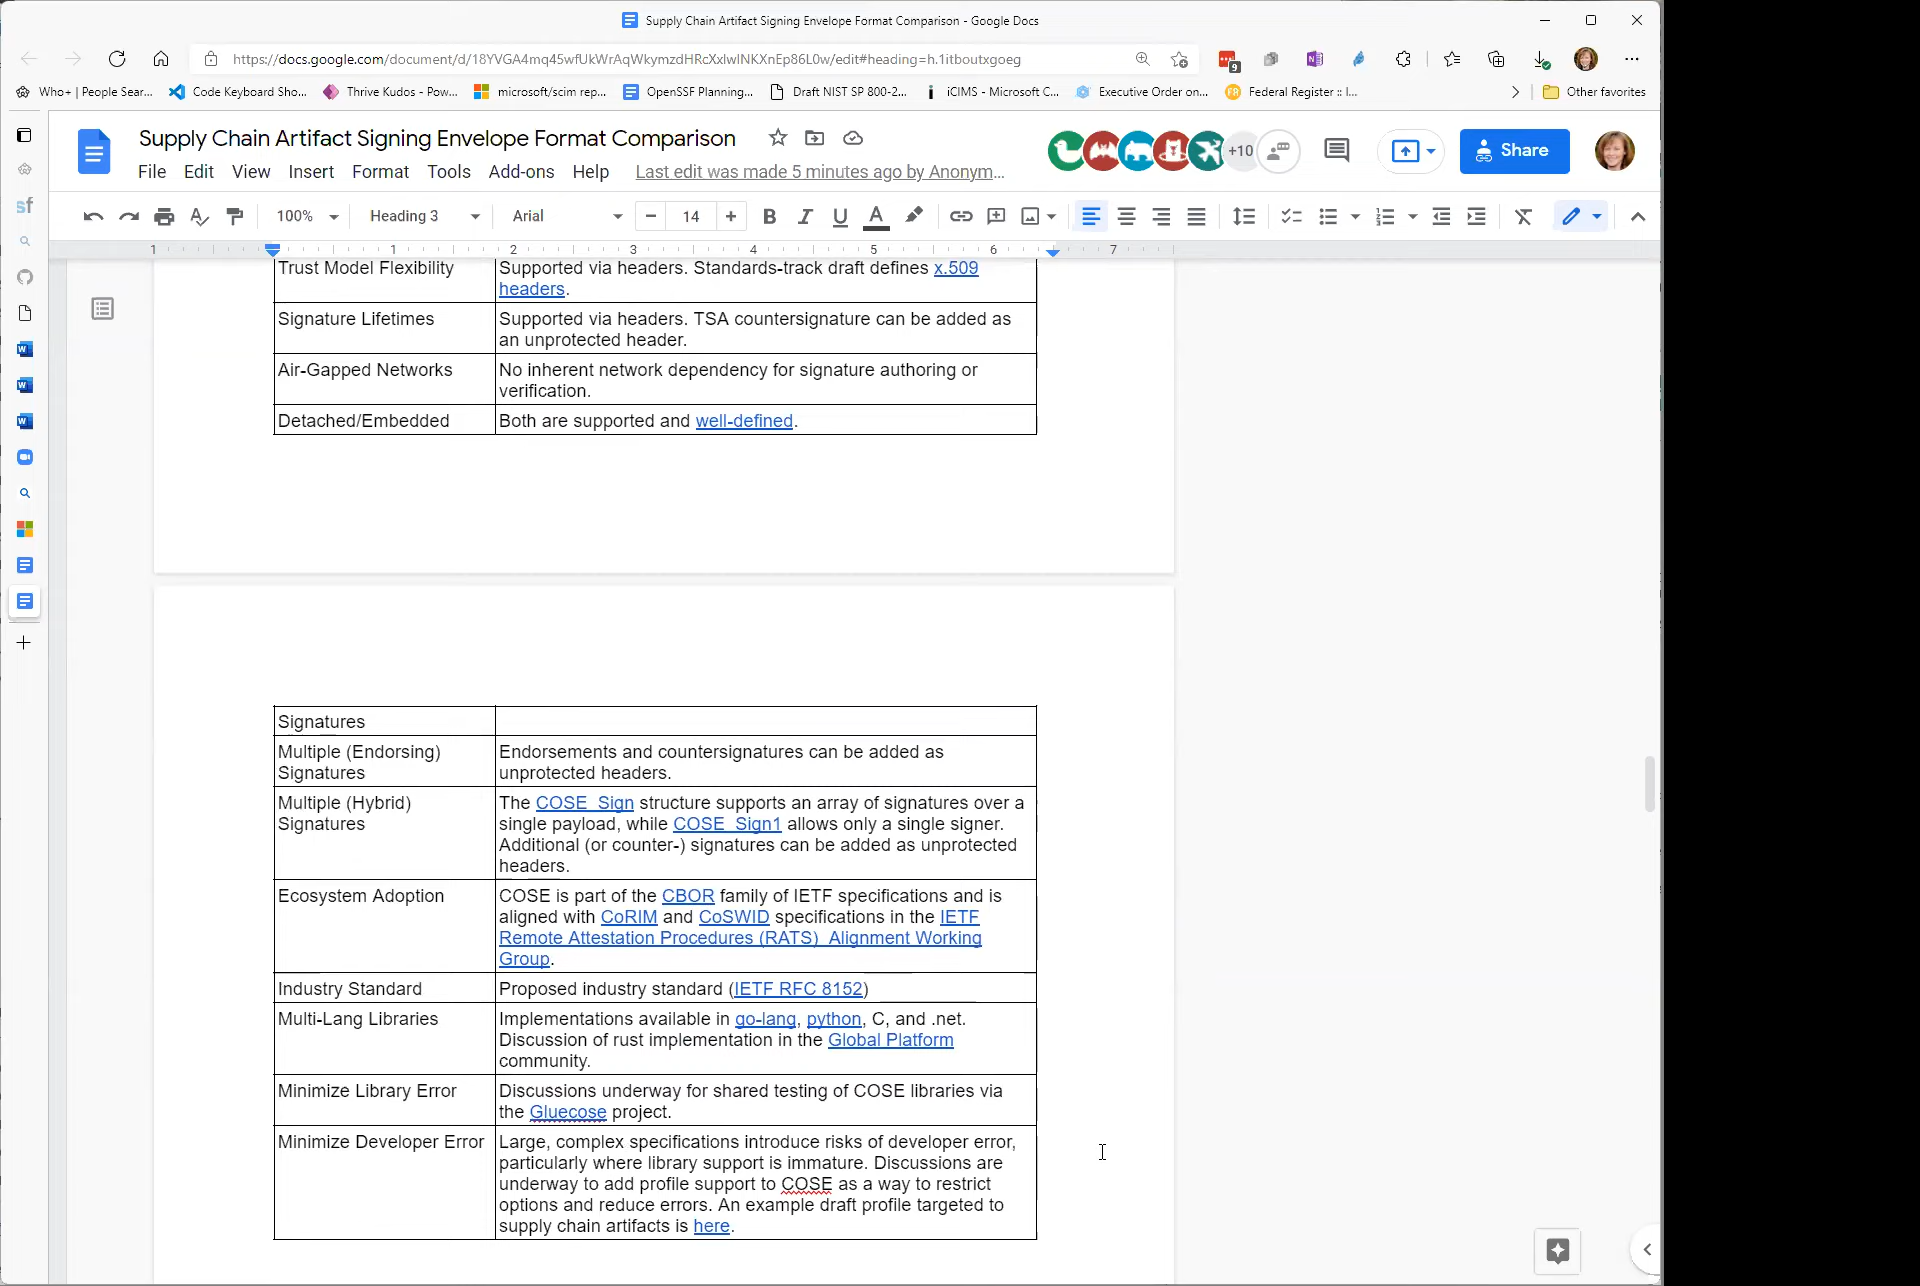 Supply Chain Artifact Signing Envelope Format Comparison - Google Docs
https://docs.google.com/document/d/18YVGA4mq45wfUkWrAqWkymzdHRcXxlwlNKXnEp86L0w/edit#heading=h.1itboutxgoeg
9
Who+ | People Sear... Code Keyboard Sho... Thrive Kudos - Pow... microsoft/scim rep... OpenSSF Planning... Draft NIST SP 800-2... iCIMS - Microsoft C... Executive Order on... Federal Register :: I... Other favorites
Supply Chain Artifact Signing Envelope Format Comparison
+10
Share
File Edit View Insert Format Tools Add-ons Help Last edit was made 5 minutes ago by Anonym...
100% Heading 3 Arial 14
1 1 2 3 4 5 6 7
Trust Model Flexibility Supported via headers. Standards-track draft defines x.509
headers.
Signature Lifetimes Supported via headers. TSA countersignature can be added as
an unprotected header.
Air-Gapped Networks No inherent network dependency for signature authoring or
verification.
Detached/Embedded Both are supported and well-defined.
Signatures
Multiple (Endorsing) Endorsements and countersignatures can be added as
Signatures unprotected headers.
Multiple (Hybrid) The COSE_Sign structure supports an array of signatures over a
Signatures single payload, while COSE_Sign1 allows only a single signer.
Additional (or counter-) signatures can be added as unprotected
headers.
Ecosystem Adoption COSE is part of the CBOR family of IETF specifications and is
aligned with CoRIM and CoSWID specifications in the IETF
Remote Attestation Procedures (RATS) Alignment Working
Group.
Industry Standard Proposed industry standard (IETF RFC 8152)
Multi-Lang Libraries Implementations available in go-lang, python, C, and .net.
Discussion of rust implementation in the Global Platform
community.
Minimize Library Error Discussions underway for shared testing of COSE libraries via
the Gluecose project.
Minimize Developer Error Large, complex specifications introduce risks of developer error,
particularly where library support is immature. Discussions are
underway to add profile support to COSE as a way to restrict
options and reduce errors. An example draft profile targeted to
supply chain artifacts is here.